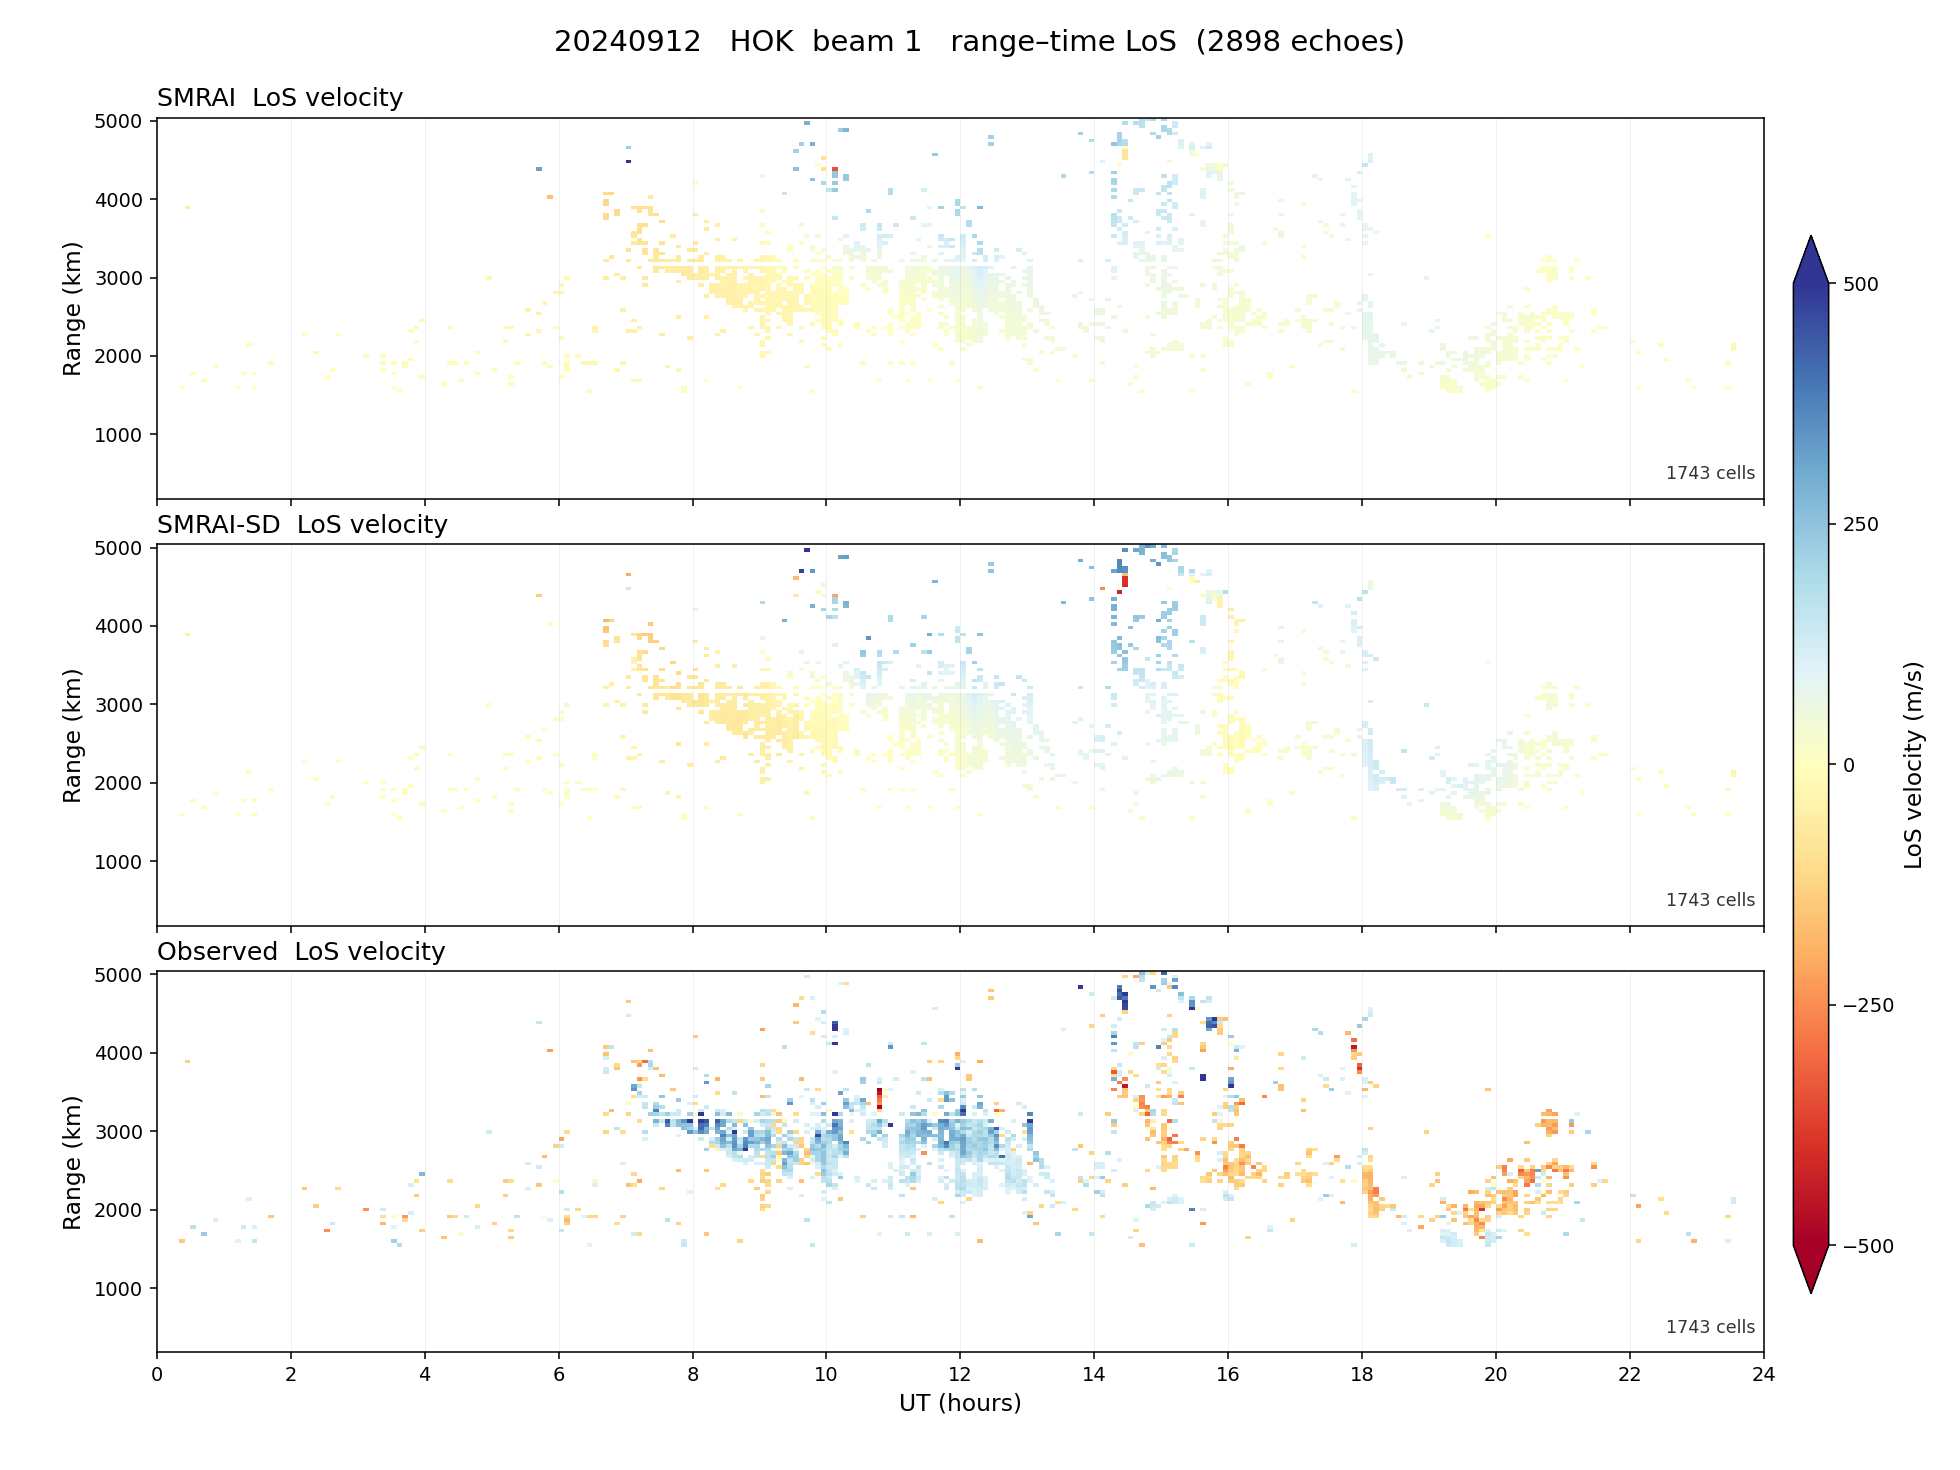 20240912   HOK  beam 1   range–time LoS  (2898 echoes)
SMRAI  LoS velocity
5000
4000
3000
2000
1000
Range (km)
1743 cells
SMRAI-SD  LoS velocity
5000
4000
3000
2000
1000
Range (km)
1743 cells
Observed  LoS velocity
5000
4000
3000
2000
1000
Range (km)
1743 cells
0 2 4 6 8 10 12 14 16 18 20 22 24
UT (hours)
500
250
0
−250
−500
LoS velocity (m/s)